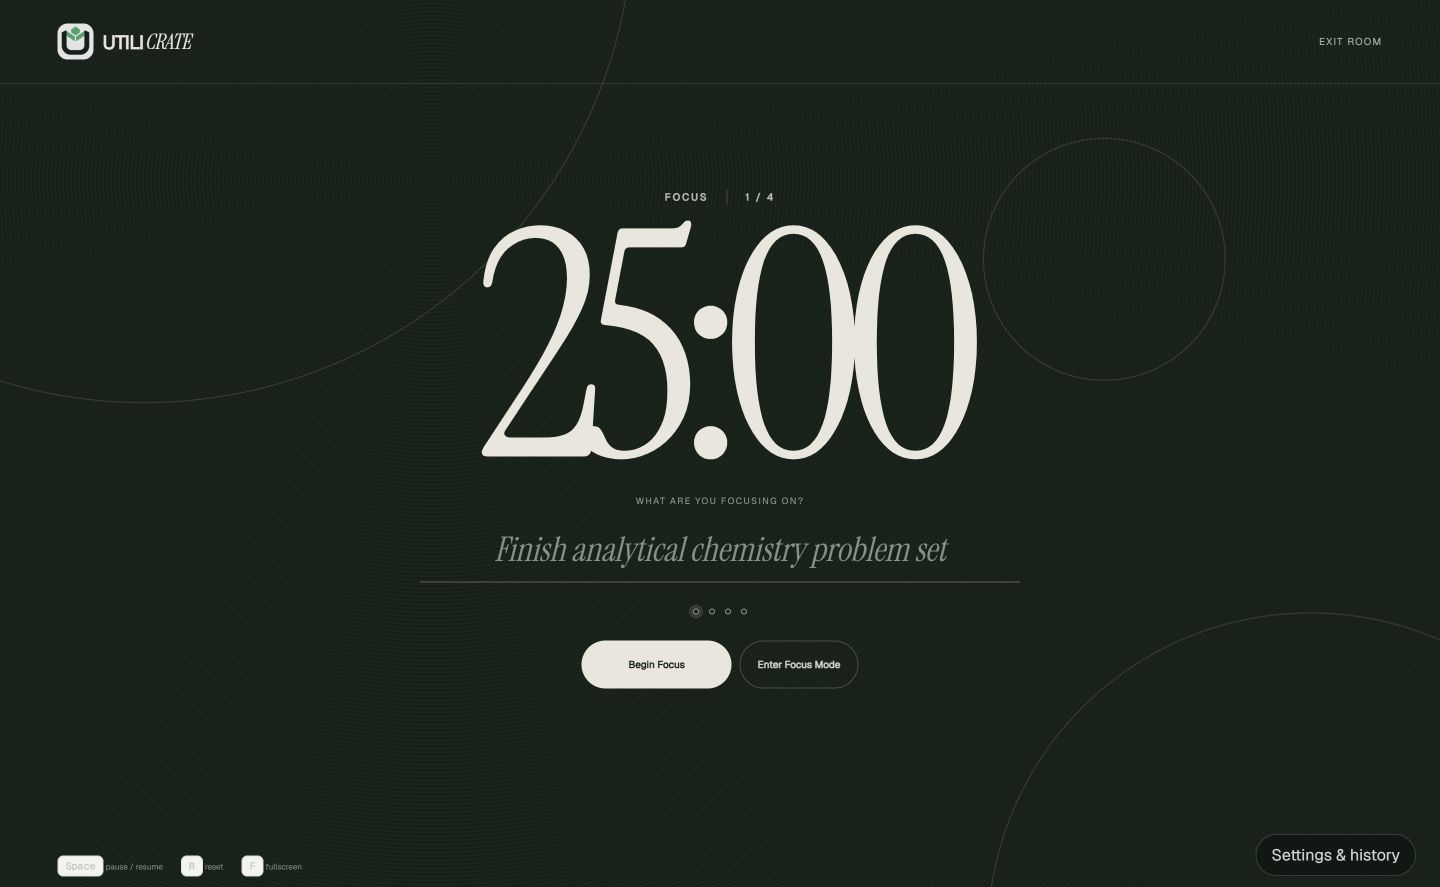 UTILI CRATE
EXIT ROOM
FOCUS 1 / 4
25:00
WHAT ARE YOU FOCUSING ON?
Finish analytical chemistry problem set
Begin Focus Enter Focus Mode
Space pause / resume R reset F fullscreen
Settings & history